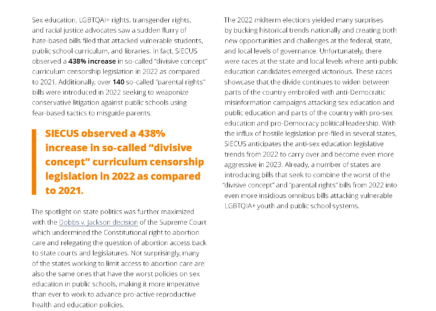 Sex education, LGBTQAI+ rights, transgender rights,
and racial justice advocates saw a sudden flurry of
hate-based bills filed that attacked vulnerable students,
public school curriculum, and libraries. In fact, SIECUS
observed a 438% increase in so-called "divisive concept"
curriculum censorship legislation in 2022 as compared
to 2021. Additionally, over 140 so-called "parental rights"
bills were introduced in 2022 seeking to weaponize
conservative litigation against public schools using
fear-based tactics to misguide parents.
SIECUS observed a 438%
increase in so-called "divisive
concept" curriculum censorship
legislation in 2022 as compared
to 2021.
The spotlight on state politics was further maximized
with the Dobbs v. Jackson decision of the Supreme Court
which undermined the Constitutional right to abortion
care and relegating the question of abortion access back
to state courts and legislatures. Not surprisingly, many
of the states working to limit access to abortion care are
also the same ones that have the worst policies on sex
education in public schools, making it more imperative
than ever to work to advance pro-active reproductive
health and education policies.
The 2022 midterm elections yielded many surprises
by bucking historical trends nationally and creating both
new opportunities and challenges at the federal, state,
and local levels of governance. Unfortunately, there
were races at the state and local levels where anti-public
education candidates emerged victorious. These races
showcase that the divide continues to widen between
parts of the country embroiled with anti-Democratic
misinformation campaigns attacking sex education and
public education and parts of the country with pro-sex
education and pro-Democracy political leadership. With
the influx of hostile legislation pre-filed in several states,
SIECUS anticipates the anti-sex education legislative
trends from 2022 to carry over and become even more
aggressive in 2023. Already, a number of states are
introducing bills that seek to combine the worst of the
"divisive concept" and "parental rights" bills from 2022 into
even more insidious omnibus bills attacking vulnerable
LGBTQIA+ youth and public school systems.